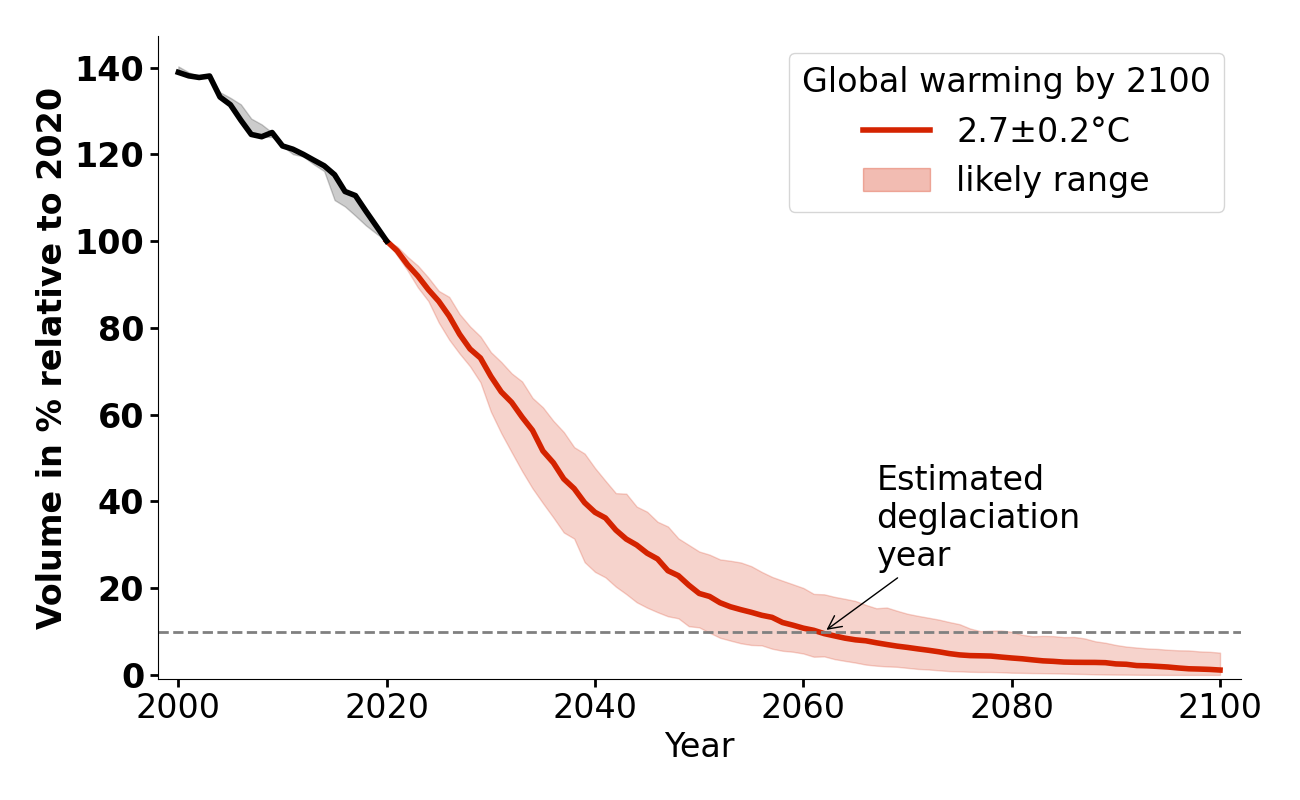 Volume in % relative to 2020
140
120
100
80
60
40
20
0
Global warming by 2100
2.7±0.2°C
likely range
Estimated
deglaciation
year
2000 2020 2040 2060 2080 2100
Year